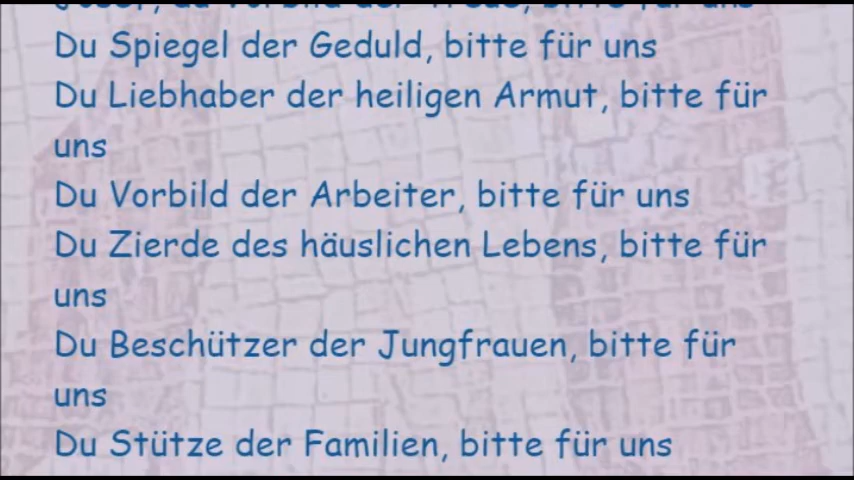 Du Spiegel der Geduld, bitte für uns
Du Liebhaber der heiligen Armut, bitte für
uns
Du Vorbild der Arbeiter, bitte für uns
Du Zierde des häuslichen Lebens, bitte für
uns
Du Beschützer der Jungfrauen, bitte für
uns
Du Stütze der Familien, bitte für uns